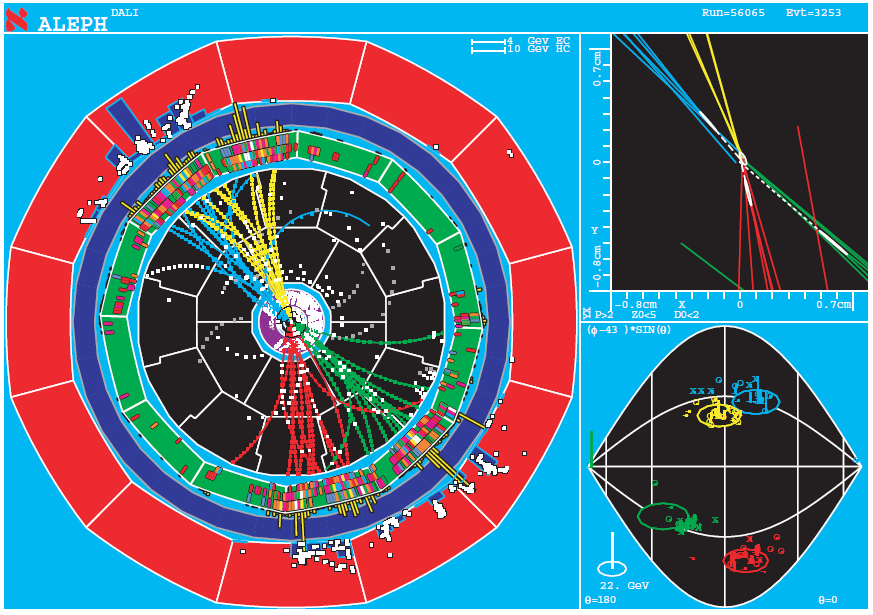 ALEPH DALI Run=56065 Evt=3253
4 Gev EC
10 Gev HC
0.7cm
0
Y
-0.8cm
-0.8cm X 0 0.7cm
P>2 Z0<5 D0<2
(ϕ-43 )*SIN(θ)
22. GeV
θ=180 θ=0